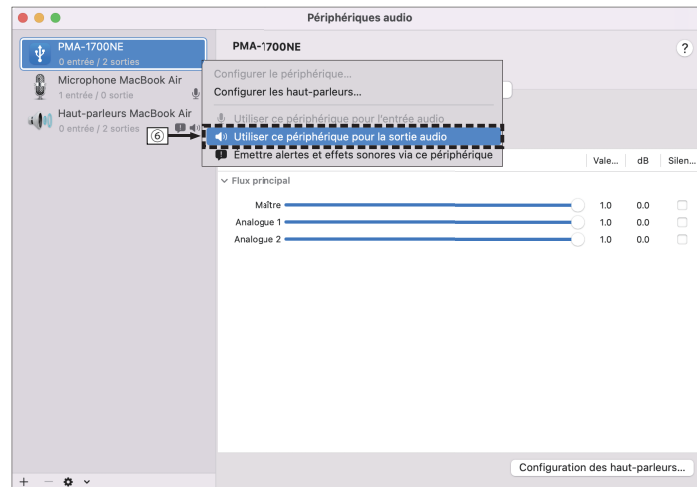 Périphériques audio
PMA-1700NE
0 entrée / 2 sorties
Microphone MacBook Air
1 entrée / 0 sortie
Haut-parleurs MacBook Air
0 entrée / 2 sorties
⑥
PMA-1700NE
?
Configurer le périphérique...
Configurer les haut-parleurs...
Utiliser ce périphérique pour l'entrée audio
Utiliser ce périphérique pour la sortie audio
Émettre alertes et effets sonores via ce périphérique
Vale... dB Silen...
Flux principal
Maître 1.0 0.0
Analogue 1 1.0 0.0
Analogue 2 1.0 0.0
Configuration des haut-parleurs...